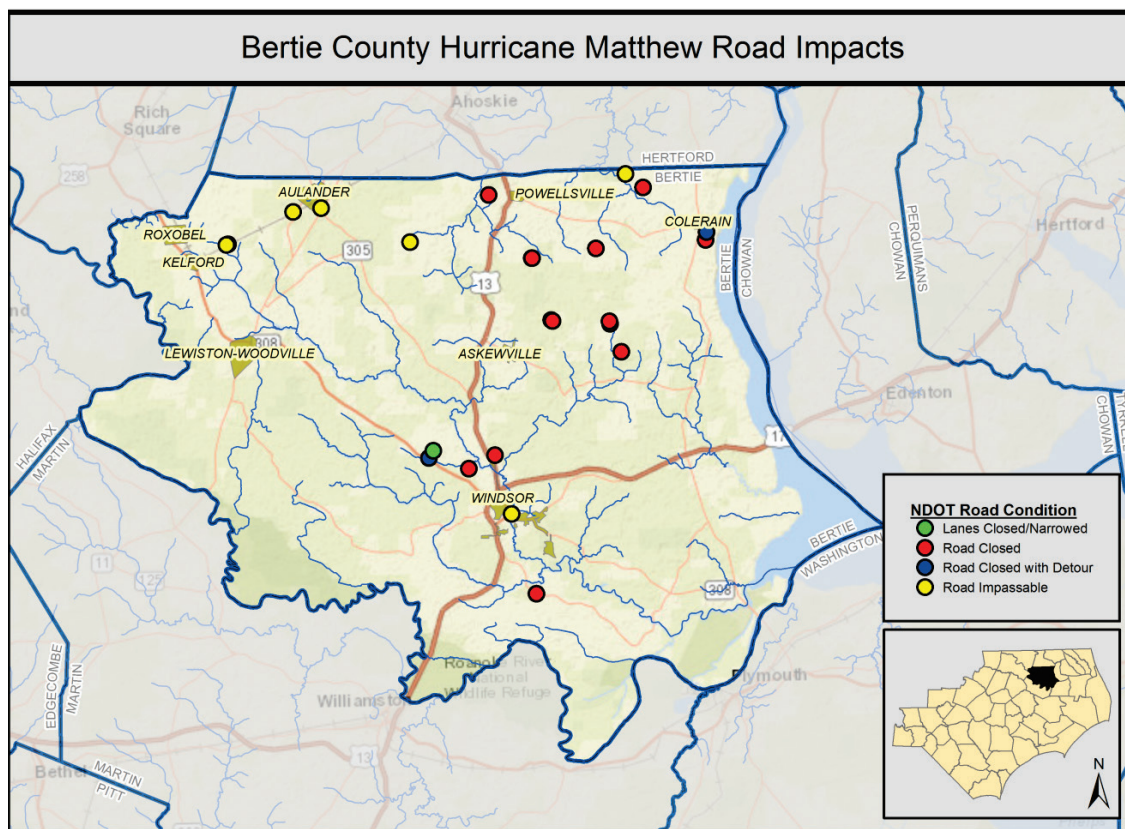 Bertie County Hurricane Matthew Road Impacts
Ahoskie
Rich
Square
258
HERTFORD
BERTIE
AULANDER
POWELLSVILLE
COLERAIN
ROXOBEL
KELFORD
305
13
BERTIE
CHOWAN
PERQUIMANS
CHOWAN
Hertford
308
LEWISTON-WOODVILLE
ASKEWVILLE
Edenton
TYRRELL
CHOWAN
17
HALIFAX
MARTIN
WINDSOR
BERTIE
WASHINGTON
11
125
308
Roanoke River
National
Wildlife Refuge
Williamston
Plymouth
EDGECOMBE
MARTIN
13
Bethel
MARTIN
PITT
NDOT Road Condition
Lanes Closed/Narrowed
Road Closed
Road Closed with Detour
Road Impassable
N